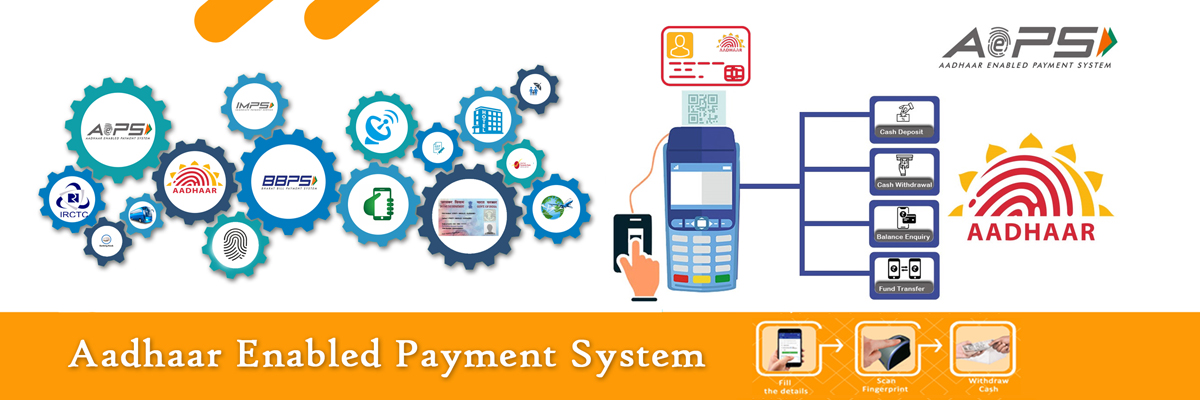 AePS
AADHAAR ENABLED PAYMENT SYSTEM
IMPS
AADHAAR
BBPS
BHARAT BILL PAYMENT SYSTEM
IRCTC
HOTEL
AADHAAR
AePS
AADHAAR ENABLED PAYMENT SYSTEM
Cash Deposit
Cash Withdrawal
Balance Enquiry
Fund Transfer
AADHAAR
Aadhaar Enabled Payment System
Fill
the details
Scan
Fingerprint
Withdraw
Cash